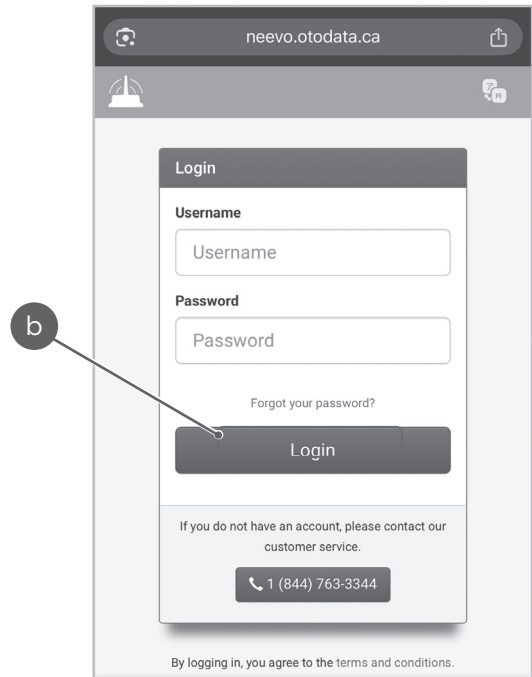 neevo.otodata.ca
Login
Username
Username
Password
Password
b
Forgot your password?
Login
If you do not have an account, please contact our
customer service.
1 (844) 763-3344
By logging in, you agree to the terms and conditions.